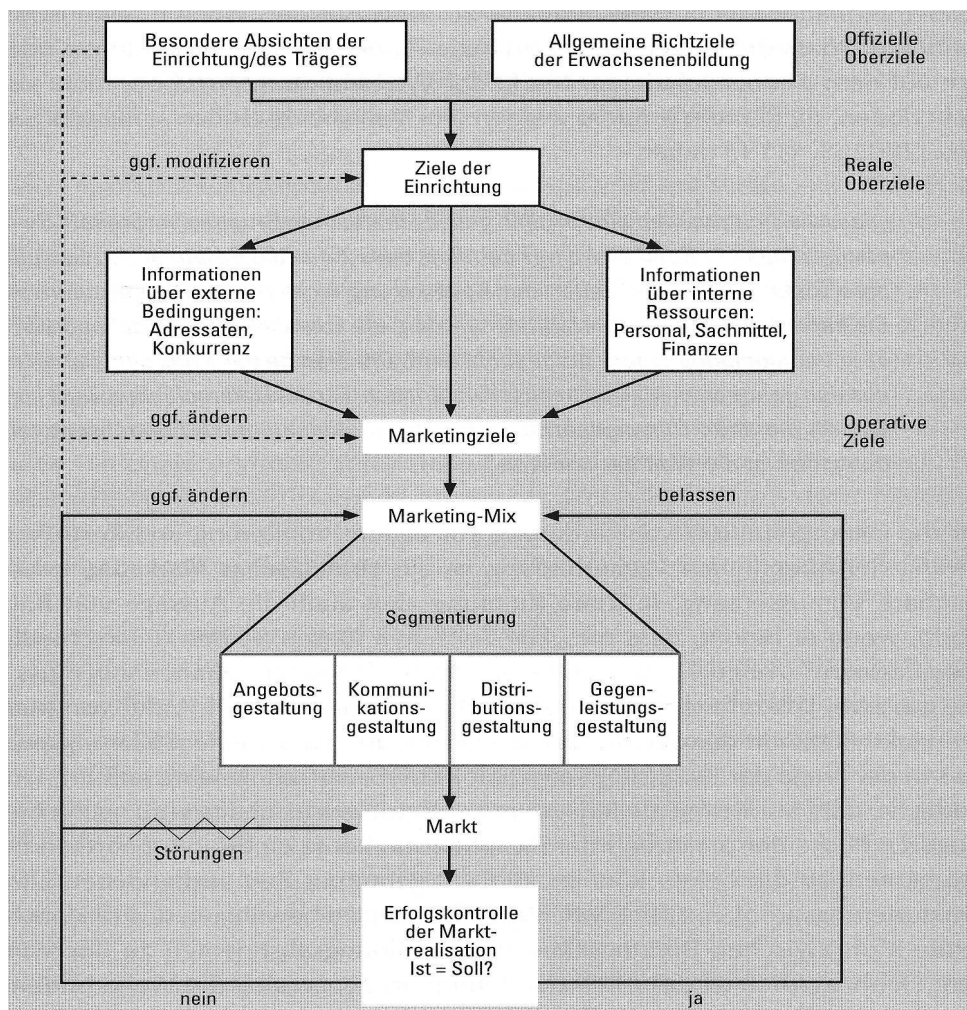 Besondere Absichten der
Einrichtung/des Trägers
Allgemeine Richtziele
der Erwachsenenbildung
Offizielle
Oberziele
ggf. modifizieren
Ziele der
Einrichtung
Reale
Oberziele
Informationen
über externe
Bedingungen:
Adressaten,
Konkurrenz
Informationen
über interne
Ressourcen:
Personal, Sachmittel,
Finanzen
ggf. ändern
Marketingziele
Operative
Ziele
ggf. ändern
Marketing-Mix
belassen
Segmentierung
Angebots-
gestaltung
Kommuni-
kations-
gestaltung
Distri-
butions-
gestaltung
Gegen-
leistungs-
gestaltung
Markt
Störungen
Erfolgskontrolle
der Markt-
realisation
Ist = Soll?
nein
ja